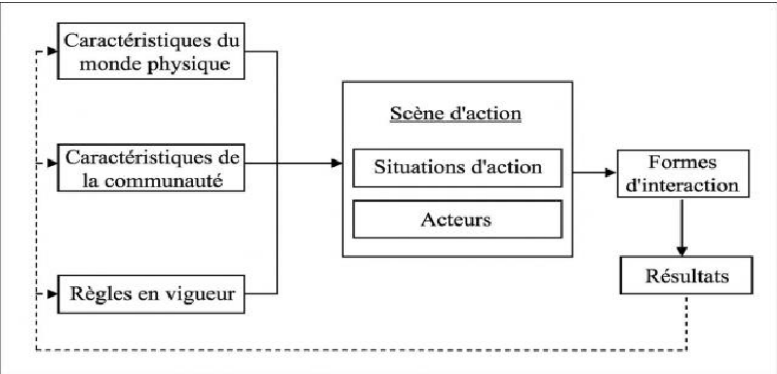 Caractéristiques du
monde physique
Caractéristiques de
la communauté
Règles en vigueur
Scène d'action
Situations d'action
Acteurs
Formes
d'interaction
Résultats